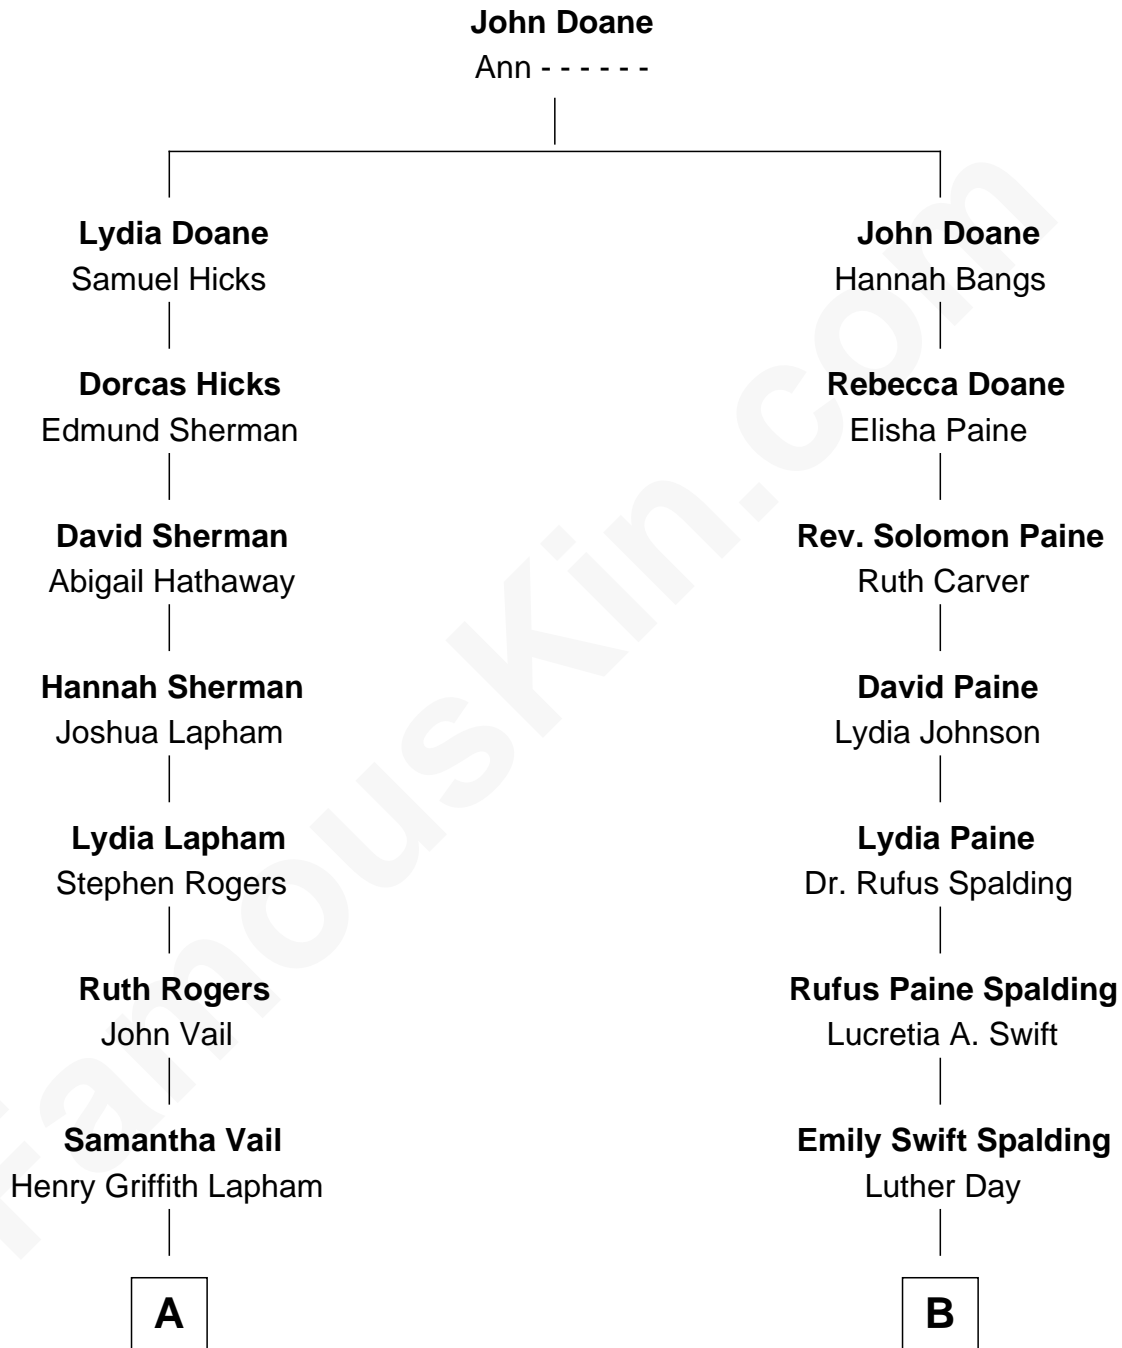 John Doane
Ann - - - - - -
Lydia Doane
Samuel Hicks
John Doane
Hannah Bangs
Dorcas Hicks
Edmund Sherman
Rebecca Doane
Elisha Paine
David Sherman
Abigail Hathaway
Rev. Solomon Paine
Ruth Carver
Hannah Sherman
Joshua Lapham
David Paine
Lydia Johnson
Lydia Lapham
Stephen Rogers
Lydia Paine
Dr. Rufus Spalding
Ruth Rogers
John Vail
Rufus Paine Spalding
Lucretia A. Swift
Samantha Vail
Henry Griffith Lapham
Emily Swift Spalding
Luther Day
A
B
FamousKin.com